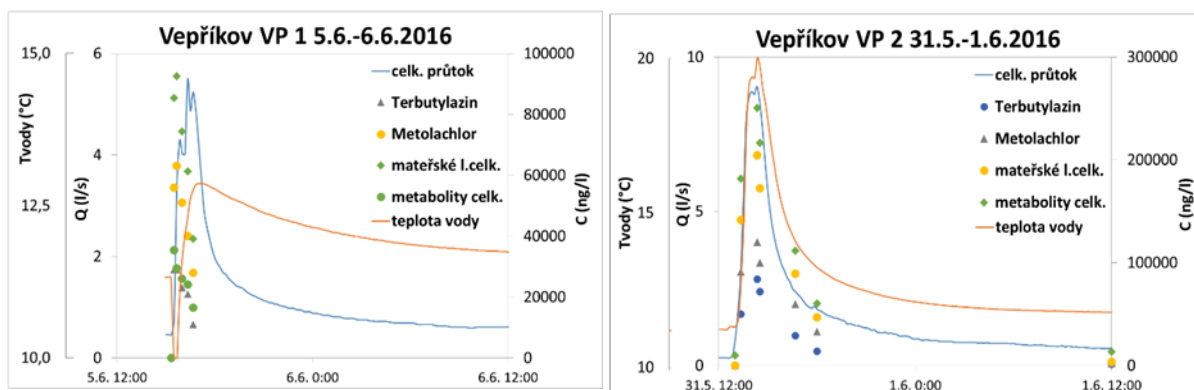 Vepříkov VP 1 5.6.-6.6.2016
15,0
12,5
10,0
Tvody (°C)
6
4
2
0
Q (l/s)
celk. průtok
Terbutylazin
Metolachlor
mateřské l.celk.
metabolity celk.
teplota vody
100000
80000
60000
40000
20000
0
C (ng/l)
5.6. 12:00
6.6. 0:00
6.6. 12:00
Vepříkov VP 2 31.5.-1.6.2016
20
15
10
Tvody (°C)
10
5
0
Q (l/s)
celk. průtok
Terbutylazin
Metolachlor
mateřské l.celk.
metabolity celk.
teplota vody
300000
200000
100000
0
C (ng/l)
31.5. 12:00
1.6. 0:00
1.6. 12:00